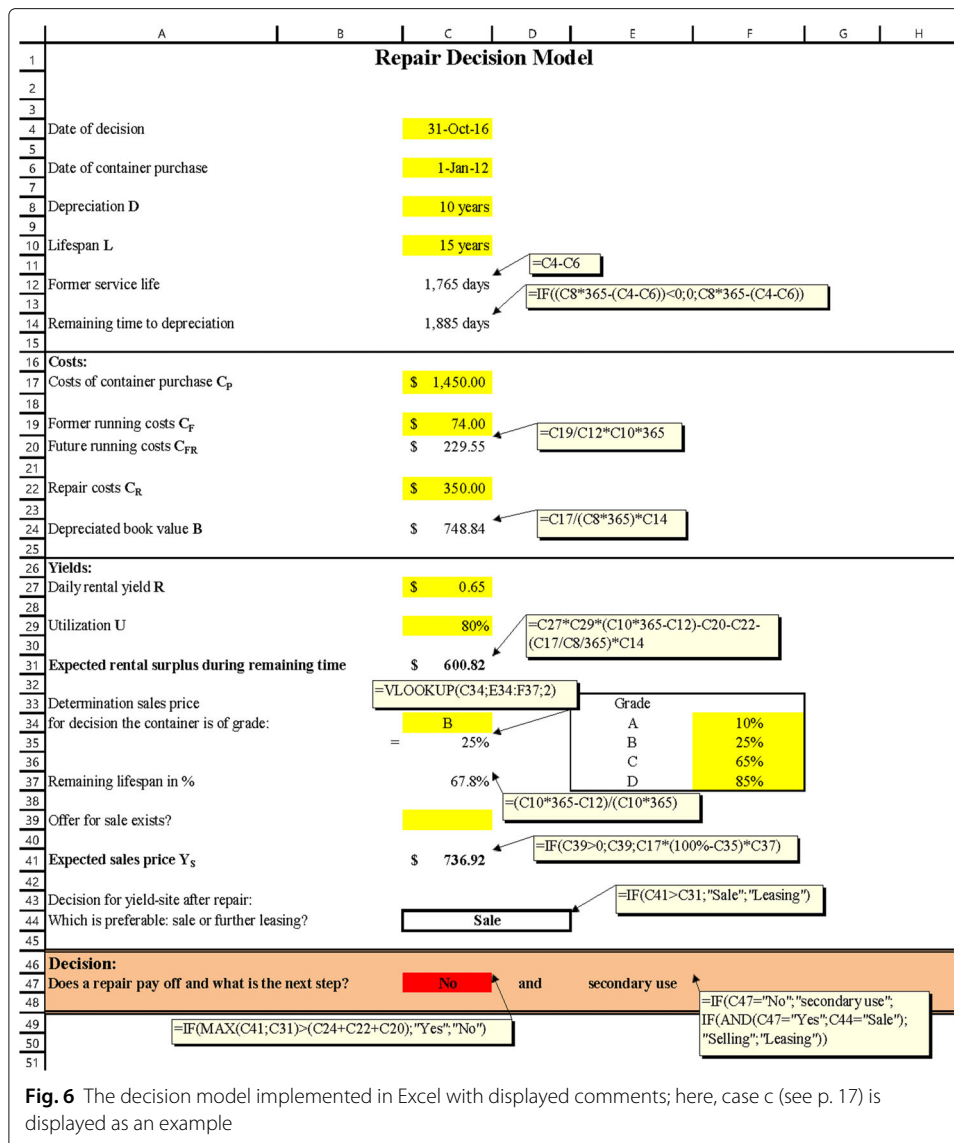 A B C D E F G H
1 Repair Decision Model
2
3
4 Date of decision 31-Oct-16
5
6 Date of container purchase 1-Jan-12
7
8 Depreciation D 10 years
9
10 Lifespan L 15 years
11 =C4-C6
12 Former service life 1,765 days
13 =IF((C8*365-(C4-C6))<0;0;C8*365-(C4-C6))
14 Remaining time to depreciation 1,885 days
15
16 Costs:
17 Costs of container purchase CP $ 1,450.00
18
19 Former running costs CF $ 74.00
=C19/C12*C10*365
20 Future running costs CFR $ 229.55
21
22 Repair costs CR $ 350.00
23
24 Depreciated book value B $ 748.84 =C17/(C8*365)*C14
25
26 Yields:
27 Daily rental yield R $ 0.65
28
29 Utilization U 80% =C27*C29*(C10*365-C12)-C20-C22-
30 (C17/C8/365)*C14
31 Expected rental surplus during remaining time $ 600.82
32 =VLOOKUP(C34;E34:F37;2)
33 Determination sales price Grade
34 for decision the container is of grade: B A 10%
35 = 25% B 25%
36 C 65%
37 Remaining lifespan in % 67.8% D 85%
38 =(C10*365-C12)/(C10*365)
39 Offer for sale exists?
40 =IF(C39>0;C39;C17*(100%-C35)*C37)
41 Expected sales price YS $ 736.92
42
43 Decision for yield-site after repair: =IF(C41>C31;"Sale";"Leasing")
44 Which is preferable: sale or further leasing? Sale
45
46 Decision:
47 Does a repair pay off and what is the next step? No and secondary use
48 =IF(C47="No";"secondary use";
49 =IF(MAX(C41;C31)>(C24+C22+C20);"Yes";"No") IF(AND(C47="Yes";C44="Sale");
50 "Selling";"Leasing"))
51
Fig. 6 The decision model implemented in Excel with displayed comments; here, case c (see p. 17) is
displayed as an example